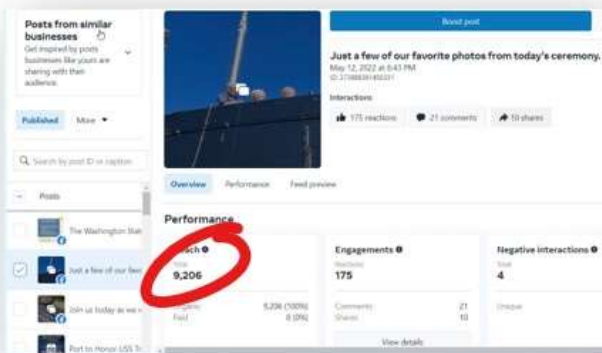 Posts from similar
businesses
Get inspired by posts
businesses like yours are
sharing with their
audience.
Published
More
Search by post ID or caption
Posts
The Washington Stat
Just a few of our favo
Join us today as we
Port to Honor USS
Boost post
Just a few of our favorite photos from today's ceremony.
May 12, 2022 at 6:43 PM
Interactions
175 reactions
21 comments
10 shares
Overview
Performance
Feed preview
Performance
Reach
Total
9,206
Organic
9,206 (100%)
Paid
0 (0%)
Engagements
Reactions
175
Comments
21
Shares
10
View details
Negative interactions
Total
4
Unique